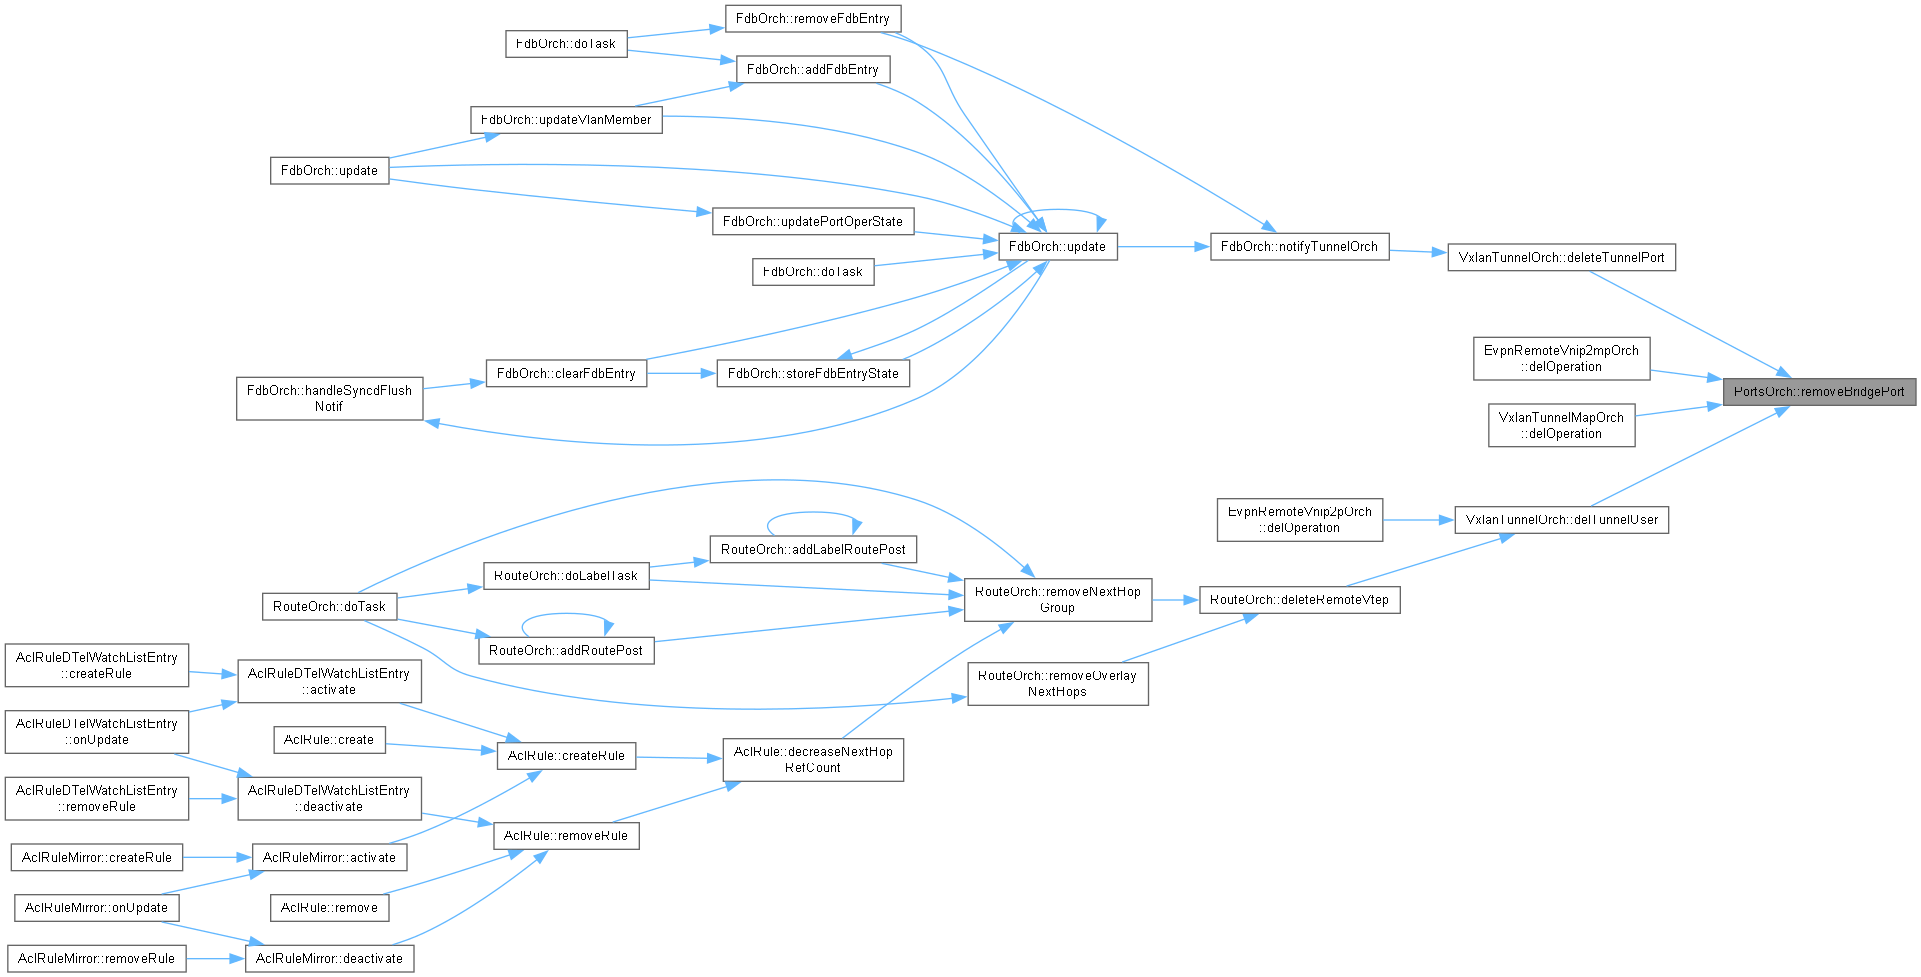 FdbOrch::removeFdbEntry
FdbOrch::doTask
FdbOrch::addFdbEntry
FdbOrch::updateVlanMember
FdbOrch::update
FdbOrch::updatePortOperState
FdbOrch::update
FdbOrch::notifyTunnelOrch
VxlanTunnelOrch::deleteTunnelPort
FdbOrch::doTask
EvpnRemoteVnip2mpOrch
::delOperation
FdbOrch::clearFdbEntry
FdbOrch::storeFdbEntryState
FdbOrch::handleSyncdFlush
Notif
PortsOrch::removeBridgePort
VxlanTunnelMapOrch
::delOperation
EvpnRemoteVnip2pOrch
::delOperation
VxlanTunnelOrch::delTunnelUser
RouteOrch::addLabelRoutePost
RouteOrch::doLabelTask
RouteOrch::removeNextHop
Group
RouteOrch::deleteRemoteVtep
RouteOrch::doTask
RouteOrch::addRoutePost
RouteOrch::removeOverlay
NextHops
AclRuleDTelWatchListEntry
::createRule
AclRuleDTelWatchListEntry
::activate
AclRuleDTelWatchListEntry
::onUpdate
AclRule::create
AclRule::createRule
AclRule::decreaseNextHop
RefCount
AclRuleDTelWatchListEntry
::removeRule
AclRuleDTelWatchListEntry
::deactivate
AclRule::removeRule
AclRuleMirror::createRule
AclRuleMirror::activate
AclRuleMirror::onUpdate
AclRule::remove
AclRuleMirror::removeRule
AclRuleMirror::deactivate